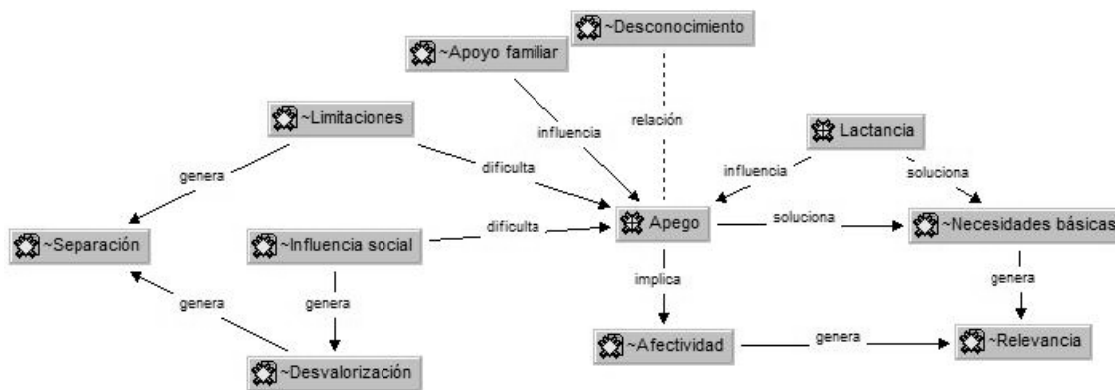 ~Desconocimiento
~Apoyo familiar
~Limitaciones
influencia
relación
Lactancia
genera
dificulta
influencia
soluciona
~Separación
~Influencia social
dificulta
Apego
soluciona
~Necesidades básicas
genera
genera
implica
genera
~Desvalorización
~Afectividad
genera
~Relevancia